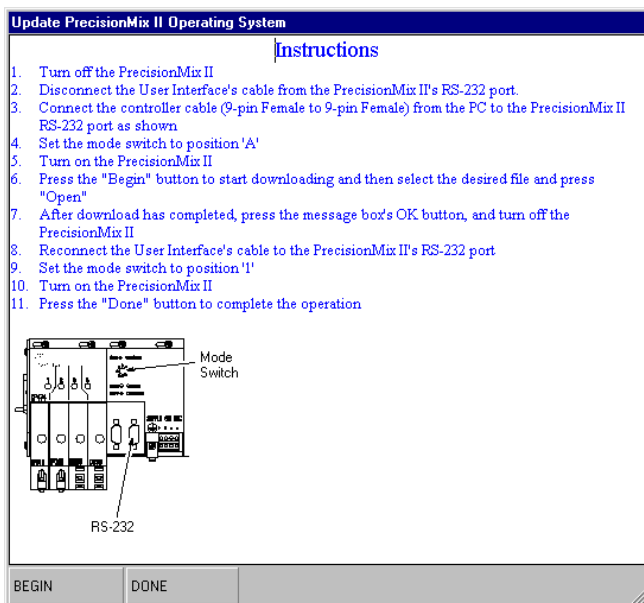 Update PrecisionMix II Operating System
Instructions
1. Turn off the PrecisionMix II
2. Disconnect the User Interface's cable from the PrecisionMix II's RS-232 port.
3. Connect the controller cable (9-pin Female to 9-pin Female) from the PC to the PrecisionMix II
RS-232 port as shown
4. Set the mode switch to position 'A'
5. Turn on the PrecisionMix II
6. Press the "Begin" button to start downloading and then select the desired file and press
"Open"
7. After download has completed, press the message box's OK button, and turn off the
PrecisionMix II
8. Reconnect the User Interface's cable to the PrecisionMix II's RS-232 port
9. Set the mode switch to position '1'
10. Turn on the PrecisionMix II
11. Press the "Done" button to complete the operation
Mode
Switch
RS-232
BEGIN
DONE